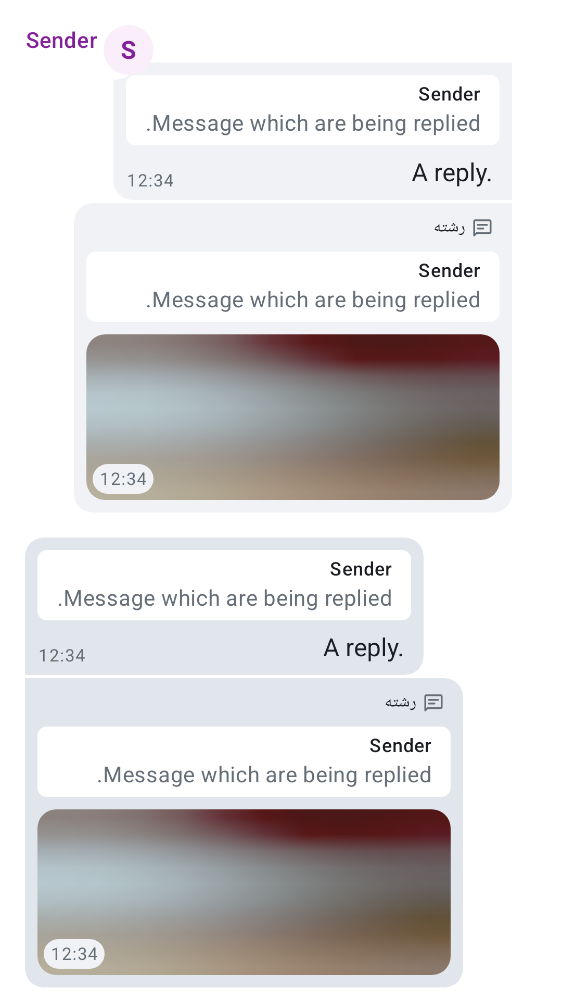 Sender
S
Sender
.Message which are being replied
A reply.
12:34
رشته
Sender
.Message which are being replied
12:34
Sender
.Message which are being replied
A reply.
12:34
رشته
Sender
.Message which are being replied
12:34